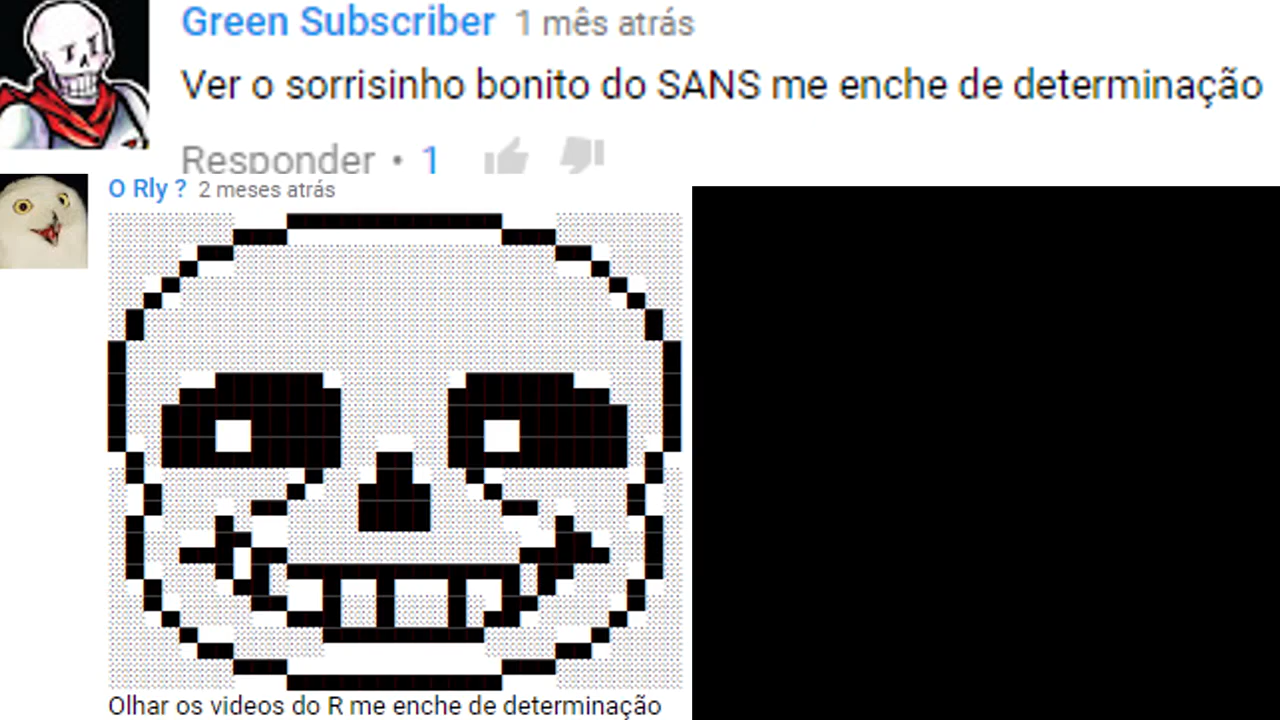 Green Subscriber 1 mês atrás
Ver o sorrisinho bonito do SANS me enche de determinação
Responder • 1
O Rly ? 2 meses atrás
Olhar os videos do R me enche de determinação